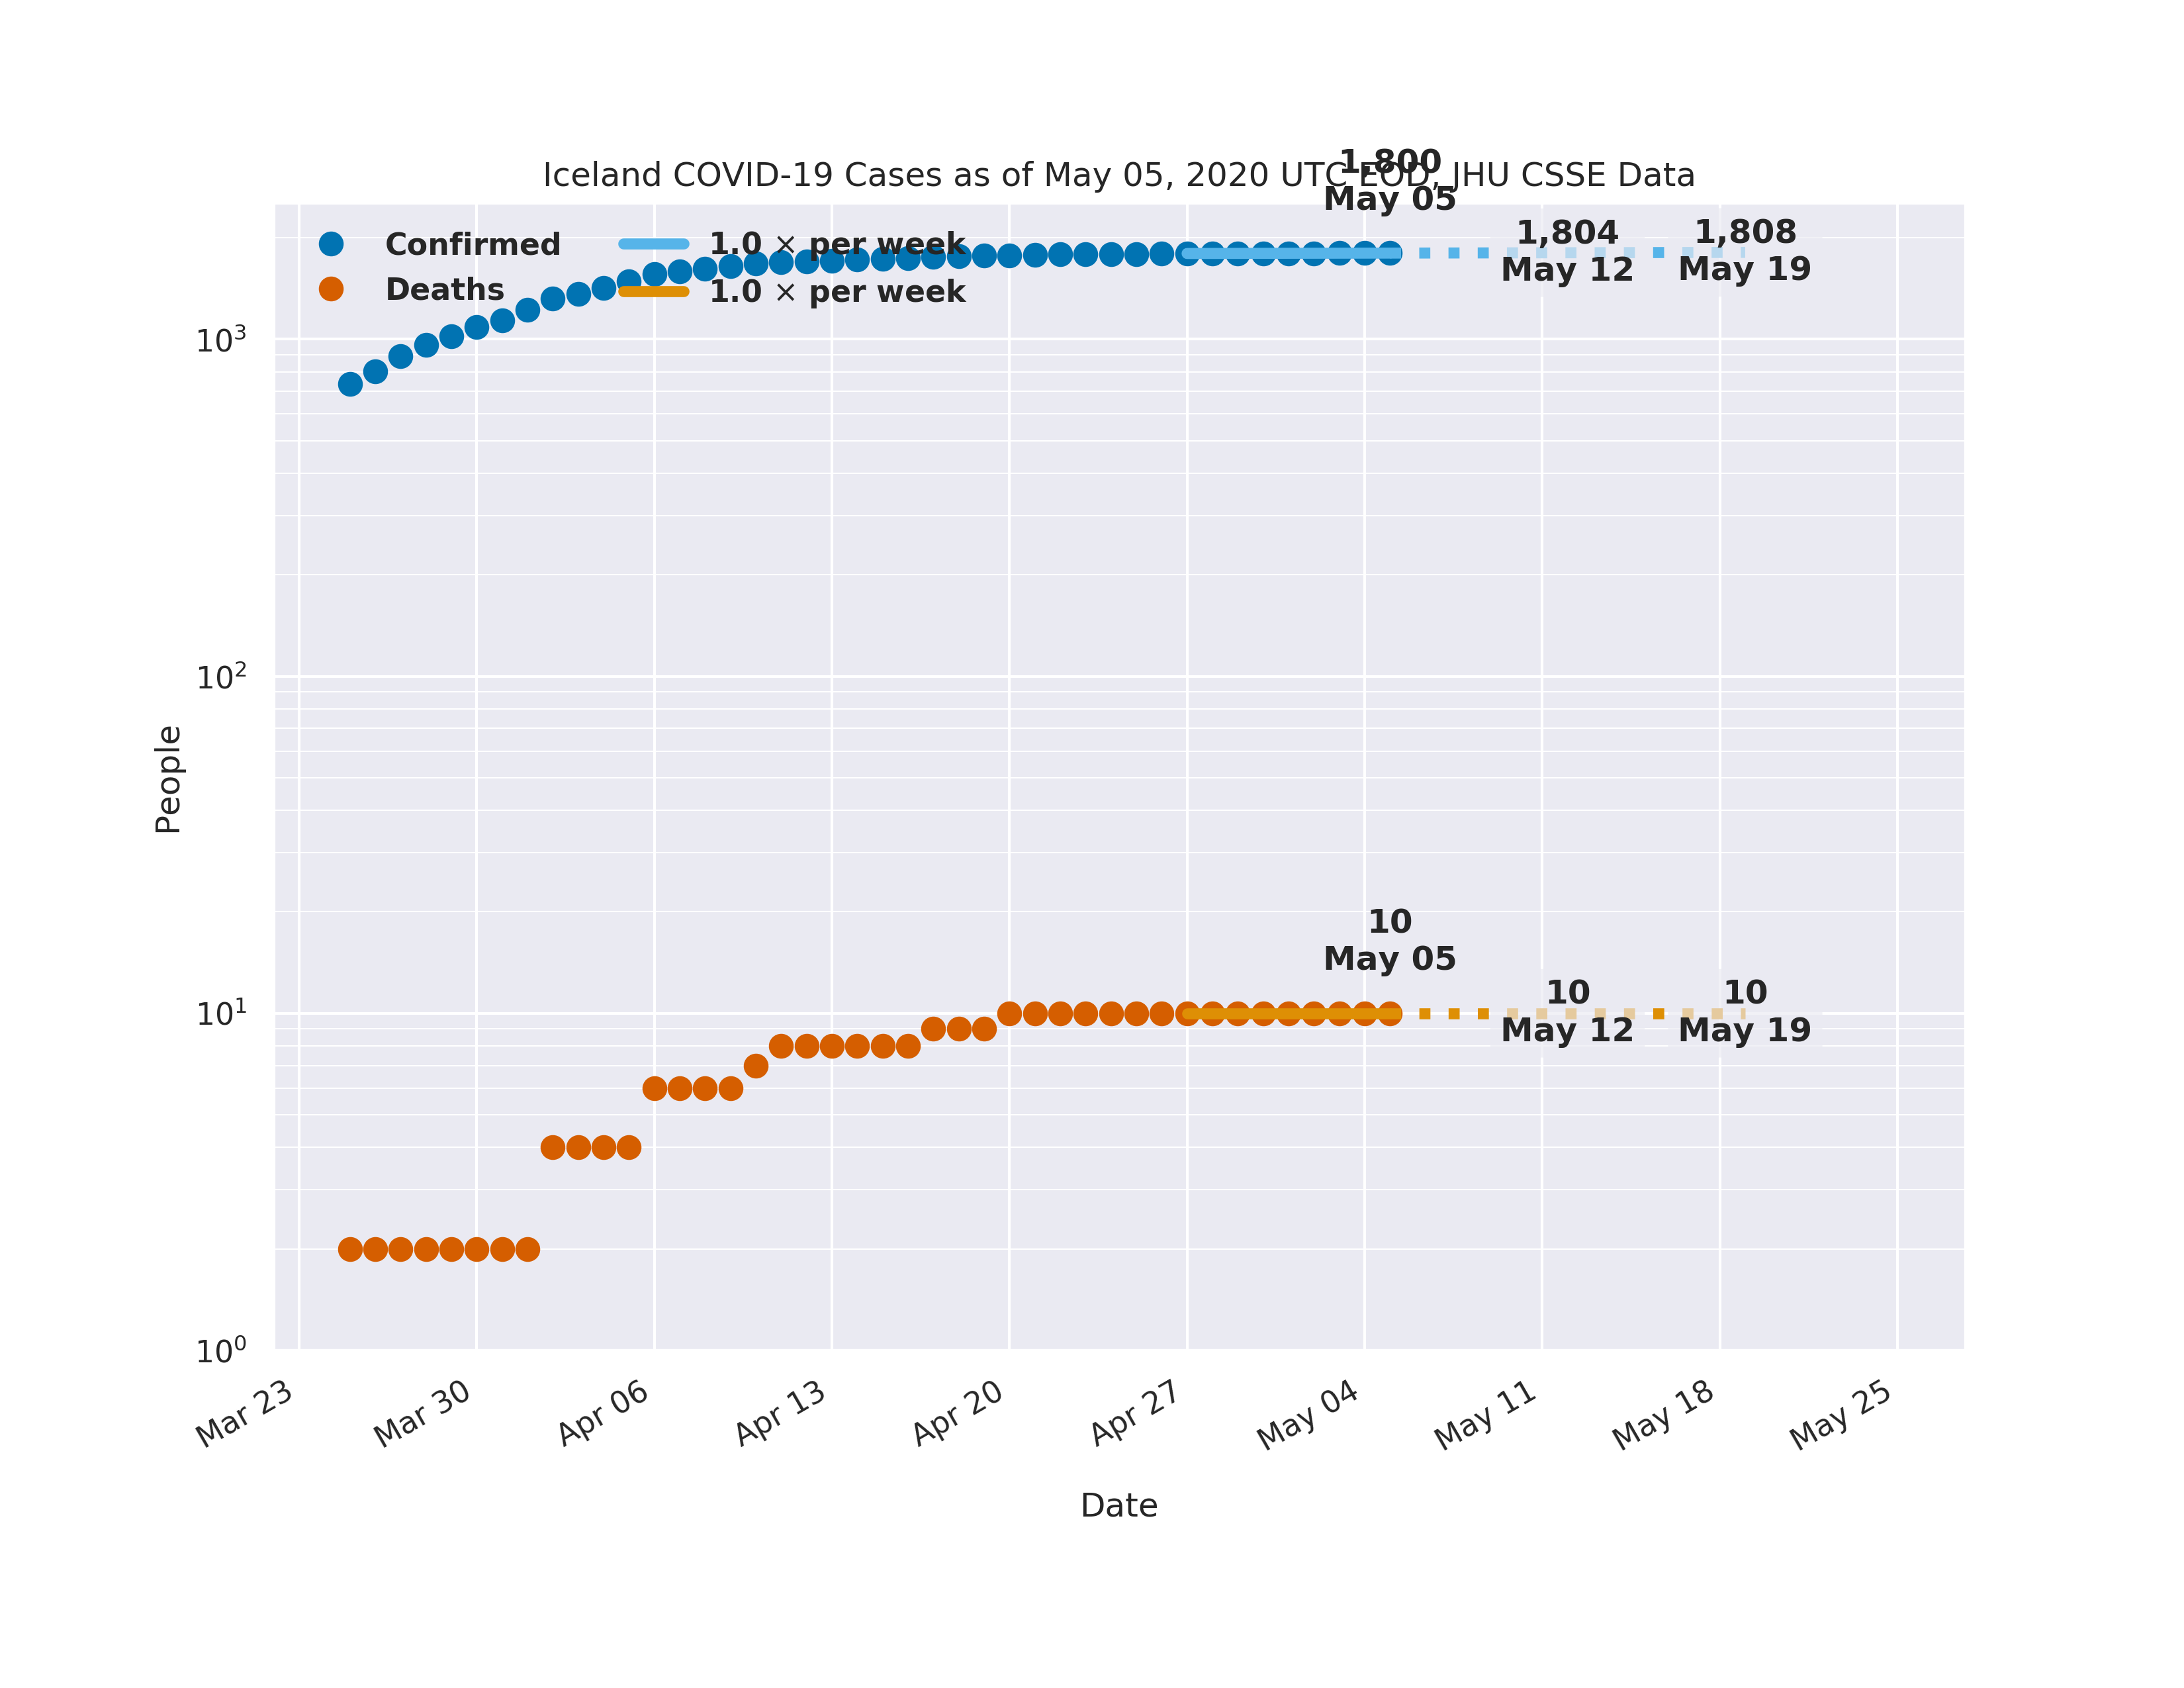 Iceland COVID-19 Cases as of May 05, 2020 UTC EOD, JHU CSSE Data
1,800
May 05
Confirmed
Deaths
1.0 × per week
1.0 × per week
1,804
May 12
1,808
May 19
10
May 05
10
May 12
10
May 19
People
10³
10²
10¹
10⁰
Mar 23
Mar 30
Apr 06
Apr 13
Apr 20
Apr 27
May 04
May 11
May 18
May 25
Date